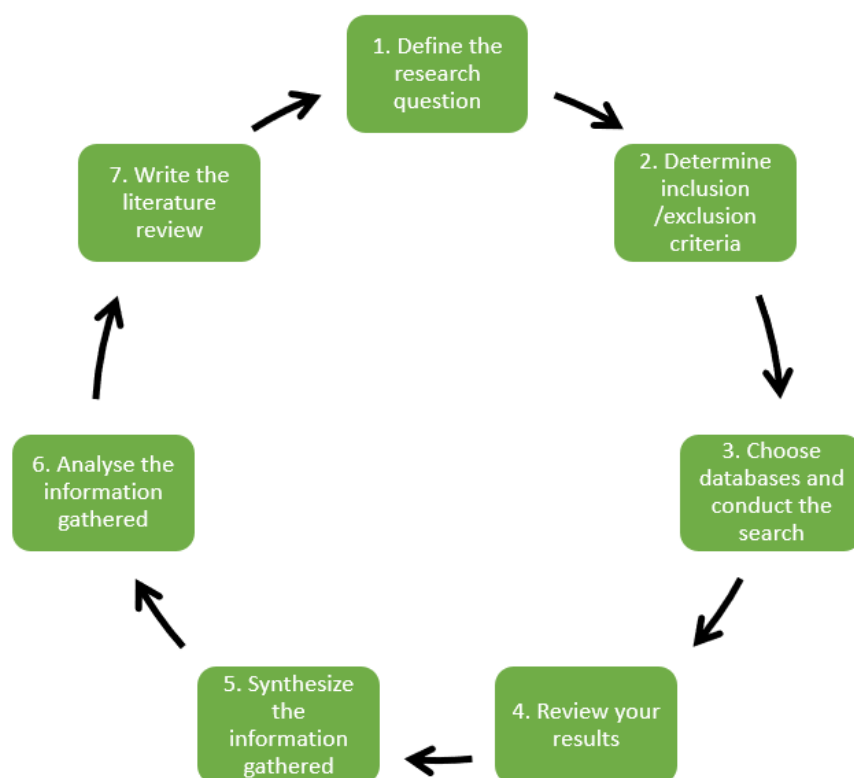 1. Define the
research
question
2. Determine
inclusion
/exclusion
criteria
3. Choose
databases and
conduct the
search
4. Review your
results
5. Synthesize
the
information
gathered
6. Analyse the
information
gathered
7. Write the
literature
review